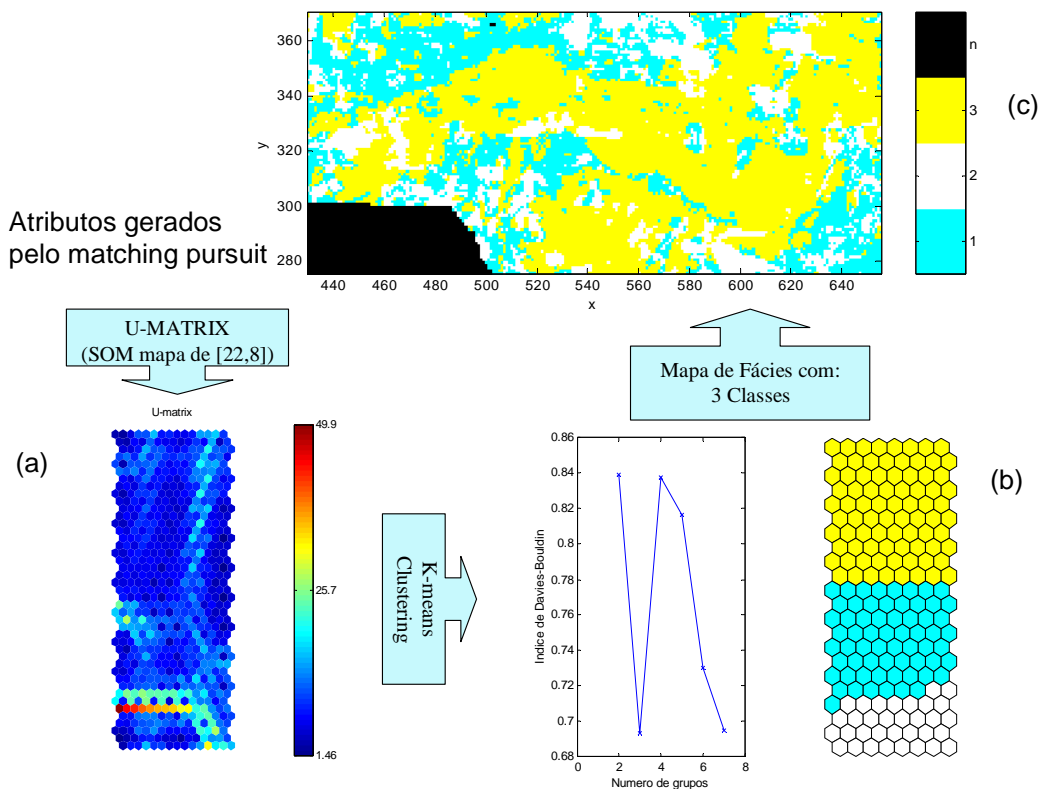 360
340
320
300
280
y
440
460
480
500
520
540
560
580
600
620
640
x
n
3
2
1
(c)
Atributos gerados
pelo matching pursuit
U-MATRIX
(SOM mapa de [22,8])
Mapa de Fácies com:
3 Classes
U-matrix
(a)
49.9
25.7
1.46
K-means
Clustering
0.86
0.84
0.82
0.8
0.78
0.76
0.74
0.72
0.7
0.68
Indice de Davies-Bouldin
0
2
4
6
8
Numero de grupos
(b)